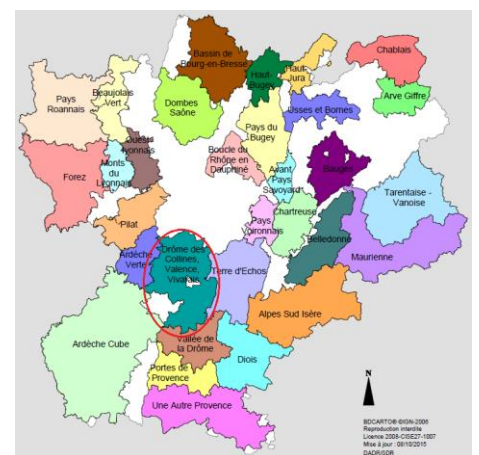 Bassin de
Bourg-en-Bresse
Haut-
Bugey
Haut-
Jura
Chablais
Arve Giffre
Pays
Roannais
Beaujolais
Vert
Dombes
Saône
Usses et Bornes
Pays du
Bugey
Ouest
Lyonnais
Monts
du
Lyonnais
Boucle du
Rhône en
Dauphiné
Forez
Avant
Pays
Savoyard
Bauges
Tarentaise -
Vanoise
Pilat
Pays
Voironnais
Chartreuse
Belledonne
Maurienne
Ardèche
Verte
Drôme des
Collines,
Valence,
Vivarais
Terre d'Echos
Alpes Sud Isère
Ardèche Cube
Vallée de
la Drôme
Diois
Portes de
Provence
Une Autre Provence
N
BDCARTO® ©IGN-2006
Reproduction interdite
Licence 2008-CISE27-1007
Mise à jour : 08/10/2015
DADR/SDR